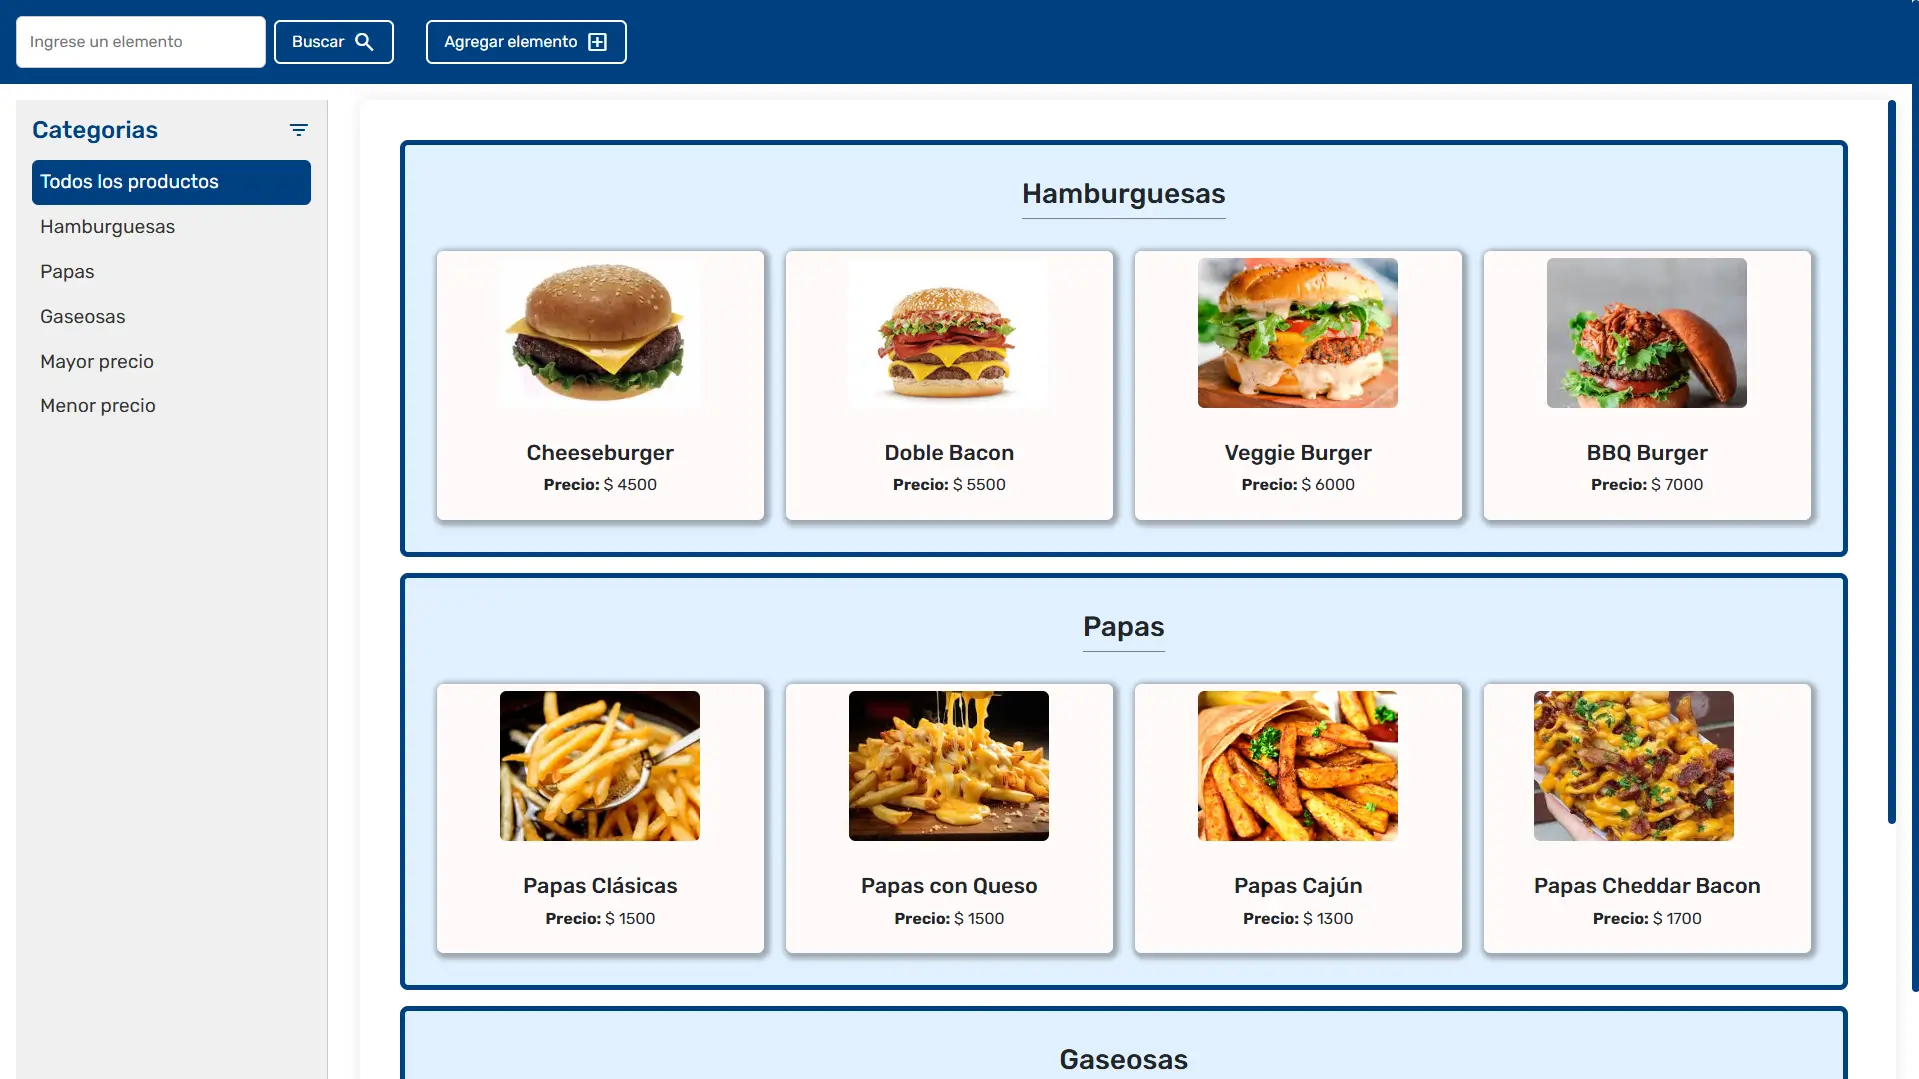 Ingrese un elemento
Buscar
Agregar elemento
Categorias
Todos los productos
Hamburguesas
Papas
Gaseosas
Mayor precio
Menor precio
Hamburguesas
Cheeseburger
Precio: $ 4500
Doble Bacon
Precio: $ 5500
Veggie Burger
Precio: $ 6000
BBQ Burger
Precio: $ 7000
Papas
Papas Clásicas
Precio: $ 1500
Papas con Queso
Precio: $ 1500
Papas Cajún
Precio: $ 1300
Papas Cheddar Bacon
Precio: $ 1700
Gaseosas